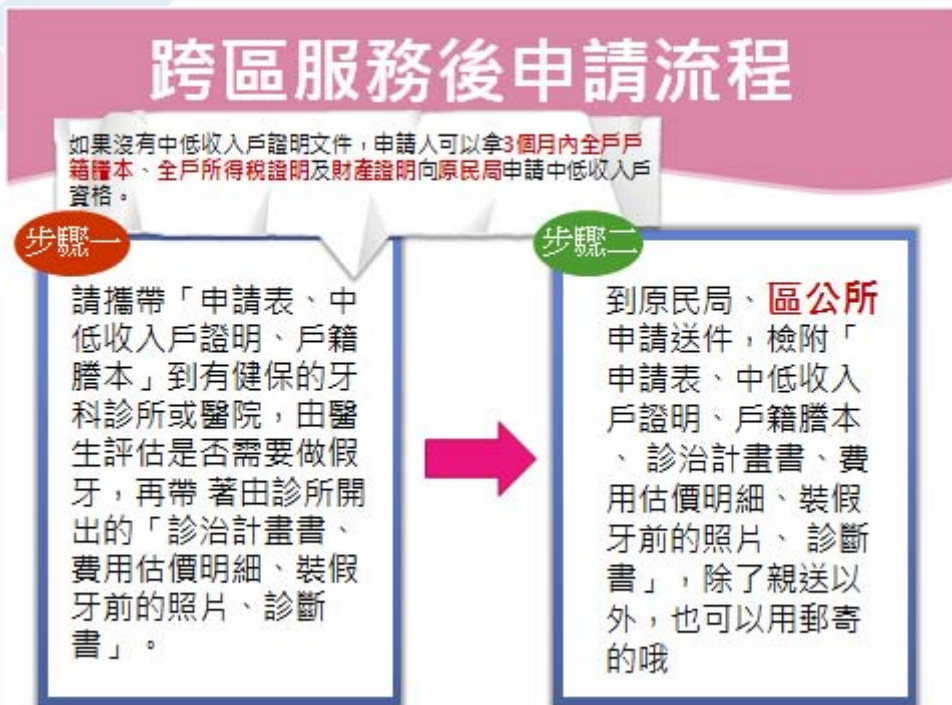 跨區服務後申請流程
如果沒有中低收入戶證明文件，申請人可以拿3個月內全戶戶
籍謄本、全戶所得稅證明及財產證明向原民局申請中低收入戶
資格。
步驟一
請攜帶「申請表、中
低收入戶證明、戶籍
謄本」到有健保的牙
科診所或醫院，由醫
生評估是否需要做假
牙，再帶 著由診所開
出的「診治計畫書、
費用估價明細、裝假
牙前的照片、診斷
書」。
步驟二
到原民局、區公所
申請送件，檢附「
申請表、中低收入
戶證明、戶籍謄本
、 診治計畫書、費
用估價明細、裝假
牙前的照片、 診斷
書」，除了親送以
外，也可以用郵寄
的哦